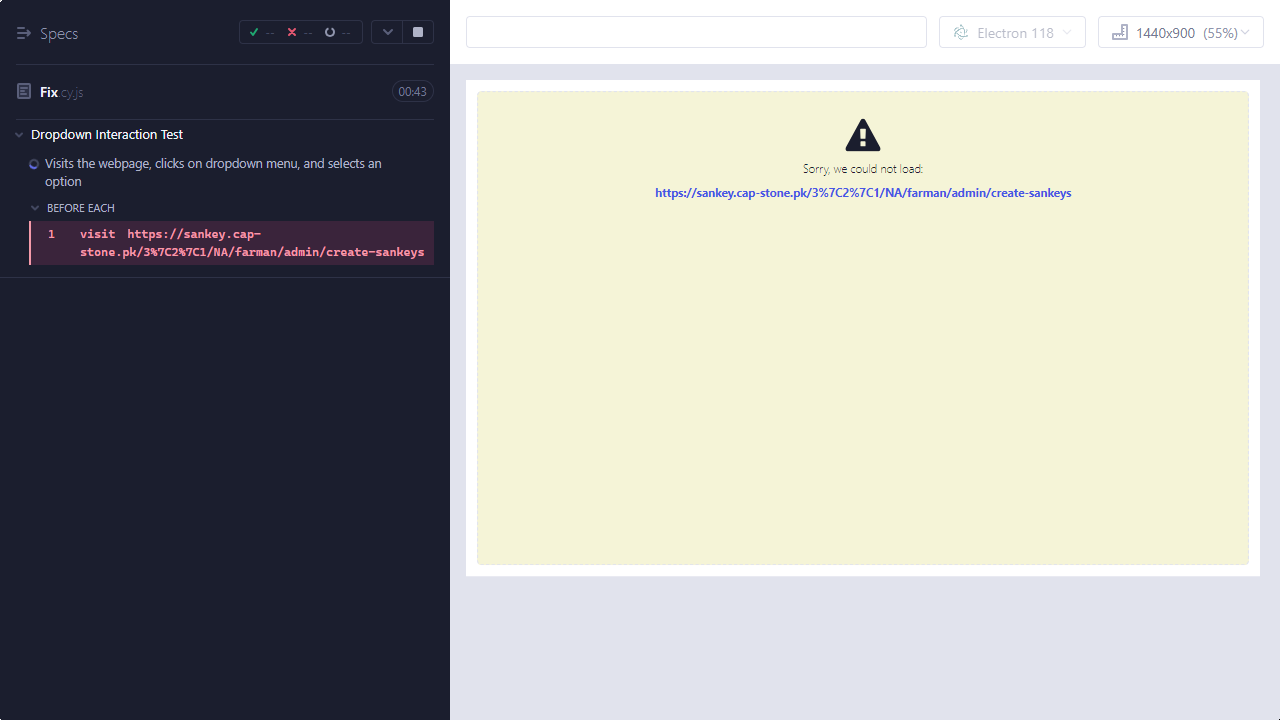 Specs
-- -- --
Electron 118
1440x900 (55%)
Fix.cy.js
00:43
Dropdown Interaction Test
Visits the webpage, clicks on dropdown menu, and selects an
option
BEFORE EACH
1 visit https://sankey.cap-
stone.pk/3%7C2%7C1/NA/farman/admin/create-sankeys
Sorry, we could not load:
https://sankey.cap-stone.pk/3%7C2%7C1/NA/farman/admin/create-sankeys